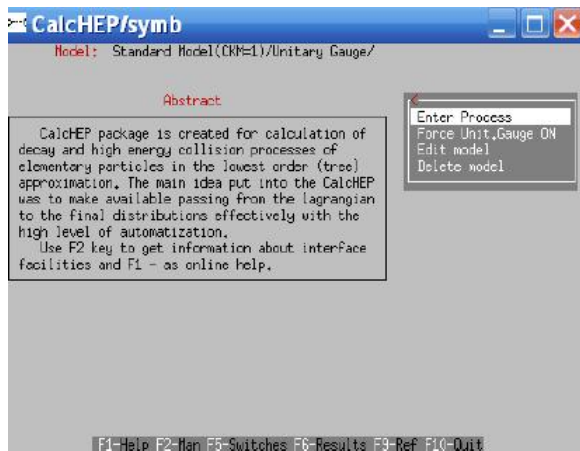 CalcHEP/symb
Model: Standard Model(CKM=1)/Unitary Gauge/
Abstract
CalcHEP package is created for calculation of
decay and high energy collision processes of
elementary particles in the lowest order (tree)
approximation. The main idea put into the CalcHEP
was to make available passing from the lagrangian
to the final distributions effectively with the
high level of automatization.
Use F2 key to get information about interface
facilities and F1 - as online help.
<
Enter Process
Force Unit.Gauge ON
Edit model
Delete model
F1-Help F2-Man F5-Switches F6-Results F9-Ref F10-Quit